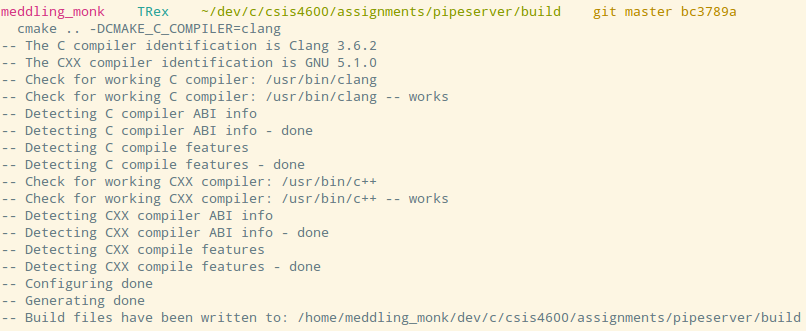 meddling_monk TRex ~/dev/c/csis4600/assignments/pipeserver/build git master bc3789a
cmake .. -DCMAKE_C_COMPILER=clang
-- The C compiler identification is Clang 3.6.2
-- The CXX compiler identification is GNU 5.1.0
-- Check for working C compiler: /usr/bin/clang
-- Check for working C compiler: /usr/bin/clang -- works
-- Detecting C compiler ABI info
-- Detecting C compiler ABI info - done
-- Detecting C compile features
-- Detecting C compile features - done
-- Check for working CXX compiler: /usr/bin/c++
-- Check for working CXX compiler: /usr/bin/c++ -- works
-- Detecting CXX compiler ABI info
-- Detecting CXX compiler ABI info - done
-- Detecting CXX compile features
-- Detecting CXX compile features - done
-- Configuring done
-- Generating done
-- Build files have been written to: /home/meddling_monk/dev/c/csis4600/assignments/pipeserver/build